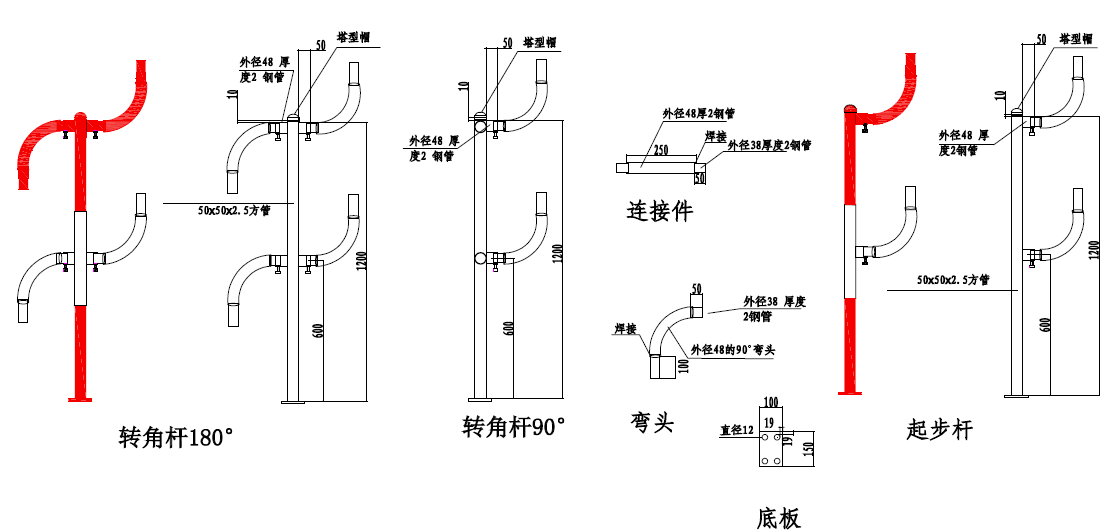 50
塔型帽
外径48 厚
度2 钢管
10
50x50x2.5方管
1200
600
转角杆180°
50
塔型帽
10
外径48 厚
度2 钢管
1200
600
转角杆90°
外径48厚2钢管
焊接
250
外径38厚度2钢管
50
连接件
50
外径38 厚度
2钢管
焊接
外径48的90°弯头
100
弯头
100
19
直径12
19
150
底板
50
塔型帽
10
外径48 厚
度2钢管
1200
50x50x2.5方管
600
起步杆